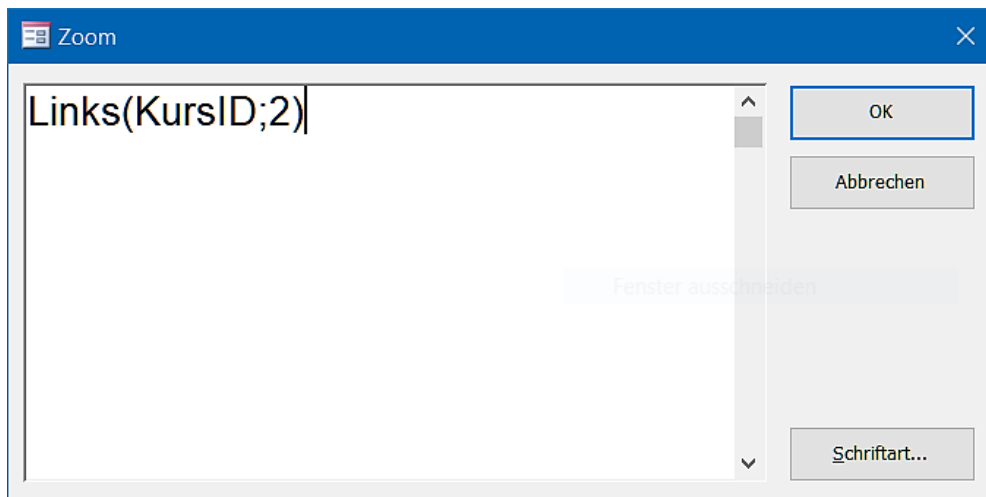 Zoom
Links(KursID;2)
OK
Abbrechen
Fenster ausschneiden
Schriftart...